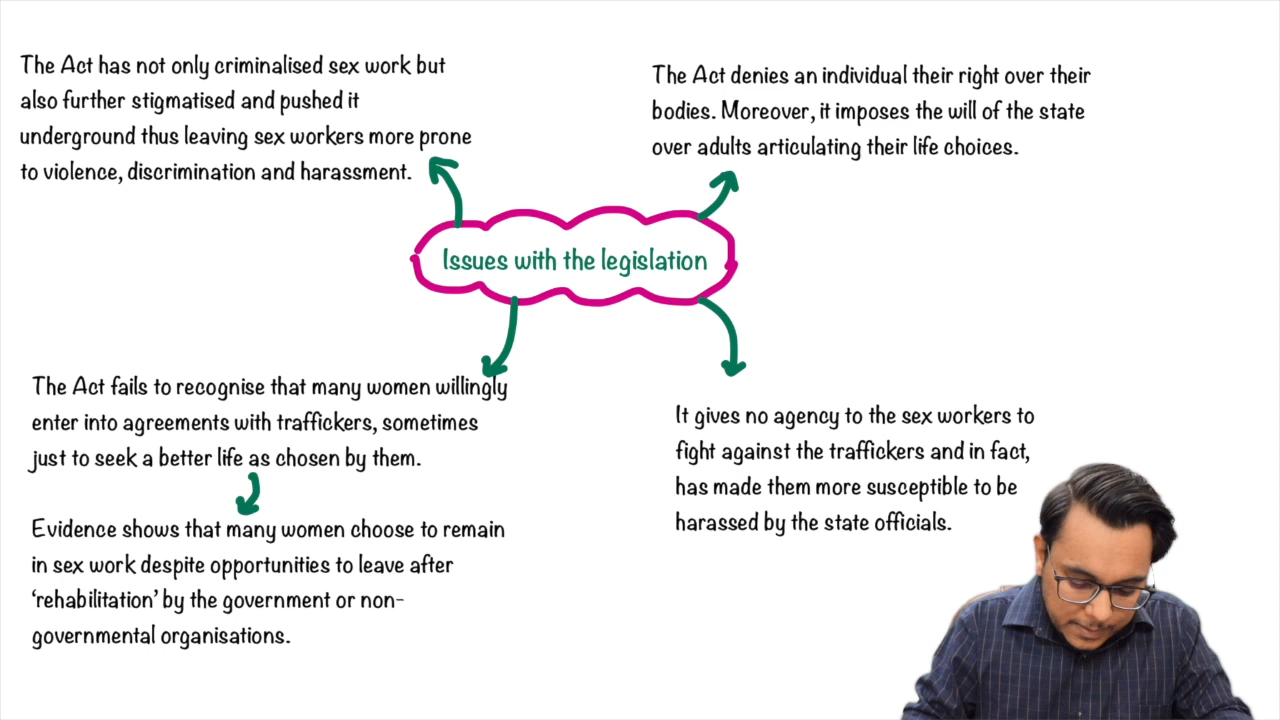 The Act has not only criminalised sex work but
also further stigmatised and pushed it
underground thus leaving sex workers more prone
to violence, discrimination and harassment.
The Act denies an individual their right over their
bodies. Moreover, it imposes the will of the state
over adults articulating their life choices.
Issues with the legislation
The Act fails to recognise that many women willingly
enter into agreements with traffickers, sometimes
just to seek a better life as chosen by them.
Evidence shows that many women choose to remain
in sex work despite opportunities to leave after
‘rehabilitation’ by the government or non-
governmental organisations.
It gives no agency to the sex workers to
fight against the traffickers and in fact,
has made them more susceptible to be
harassed by the state officials.